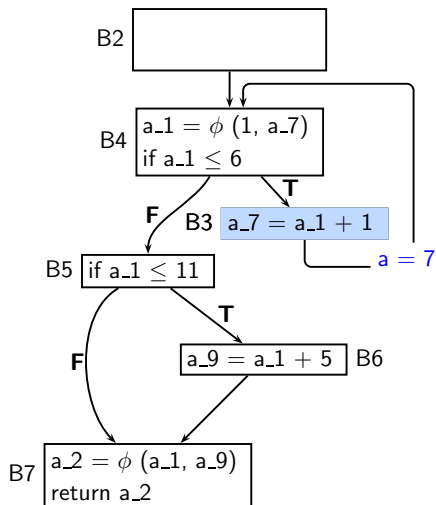 B2
B4
a_1 = ϕ (1, a_7)
if a_1 ≤ 6
F
T
B3
a_7 = a_1 + 1
a = 7
B5
if a_1 ≤ 11
T
F
a_9 = a_1 + 5
B6
B7
a_2 = ϕ (a_1, a_9)
return a_2